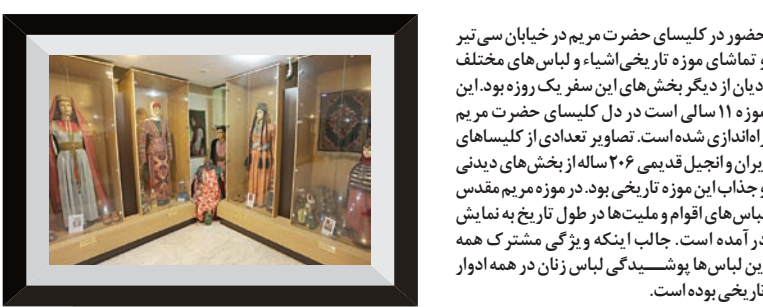 حضور در کلیسای حضرت مریم در خیابان سی‌تیر
و تماشای موزه تاریخی‌اشیاء و لباس‌های مختلف
ادیان از دیگر بخش‌های این سفر یک روزه بود. این
موزه ۱۱ سالی است در دل کلیسای حضرت مریم
راه‌اندازی شده است. تصاویر تعدادی از کلیساهای
ایران و انجیل قدیمی ۲۰۶ ساله از بخش‌های دیدنی
و جذاب این موزه تاریخی بود. در موزه مریم مقدس
لباس‌های اقوام و ملیت‌ها در طول تاریخ به نمایش
در آمده است. جالب اینکه ویژگی مشترک همه
این لباس‌ها پوشیدگی لباس زنان در همه ادوار
تاریخی بوده است.